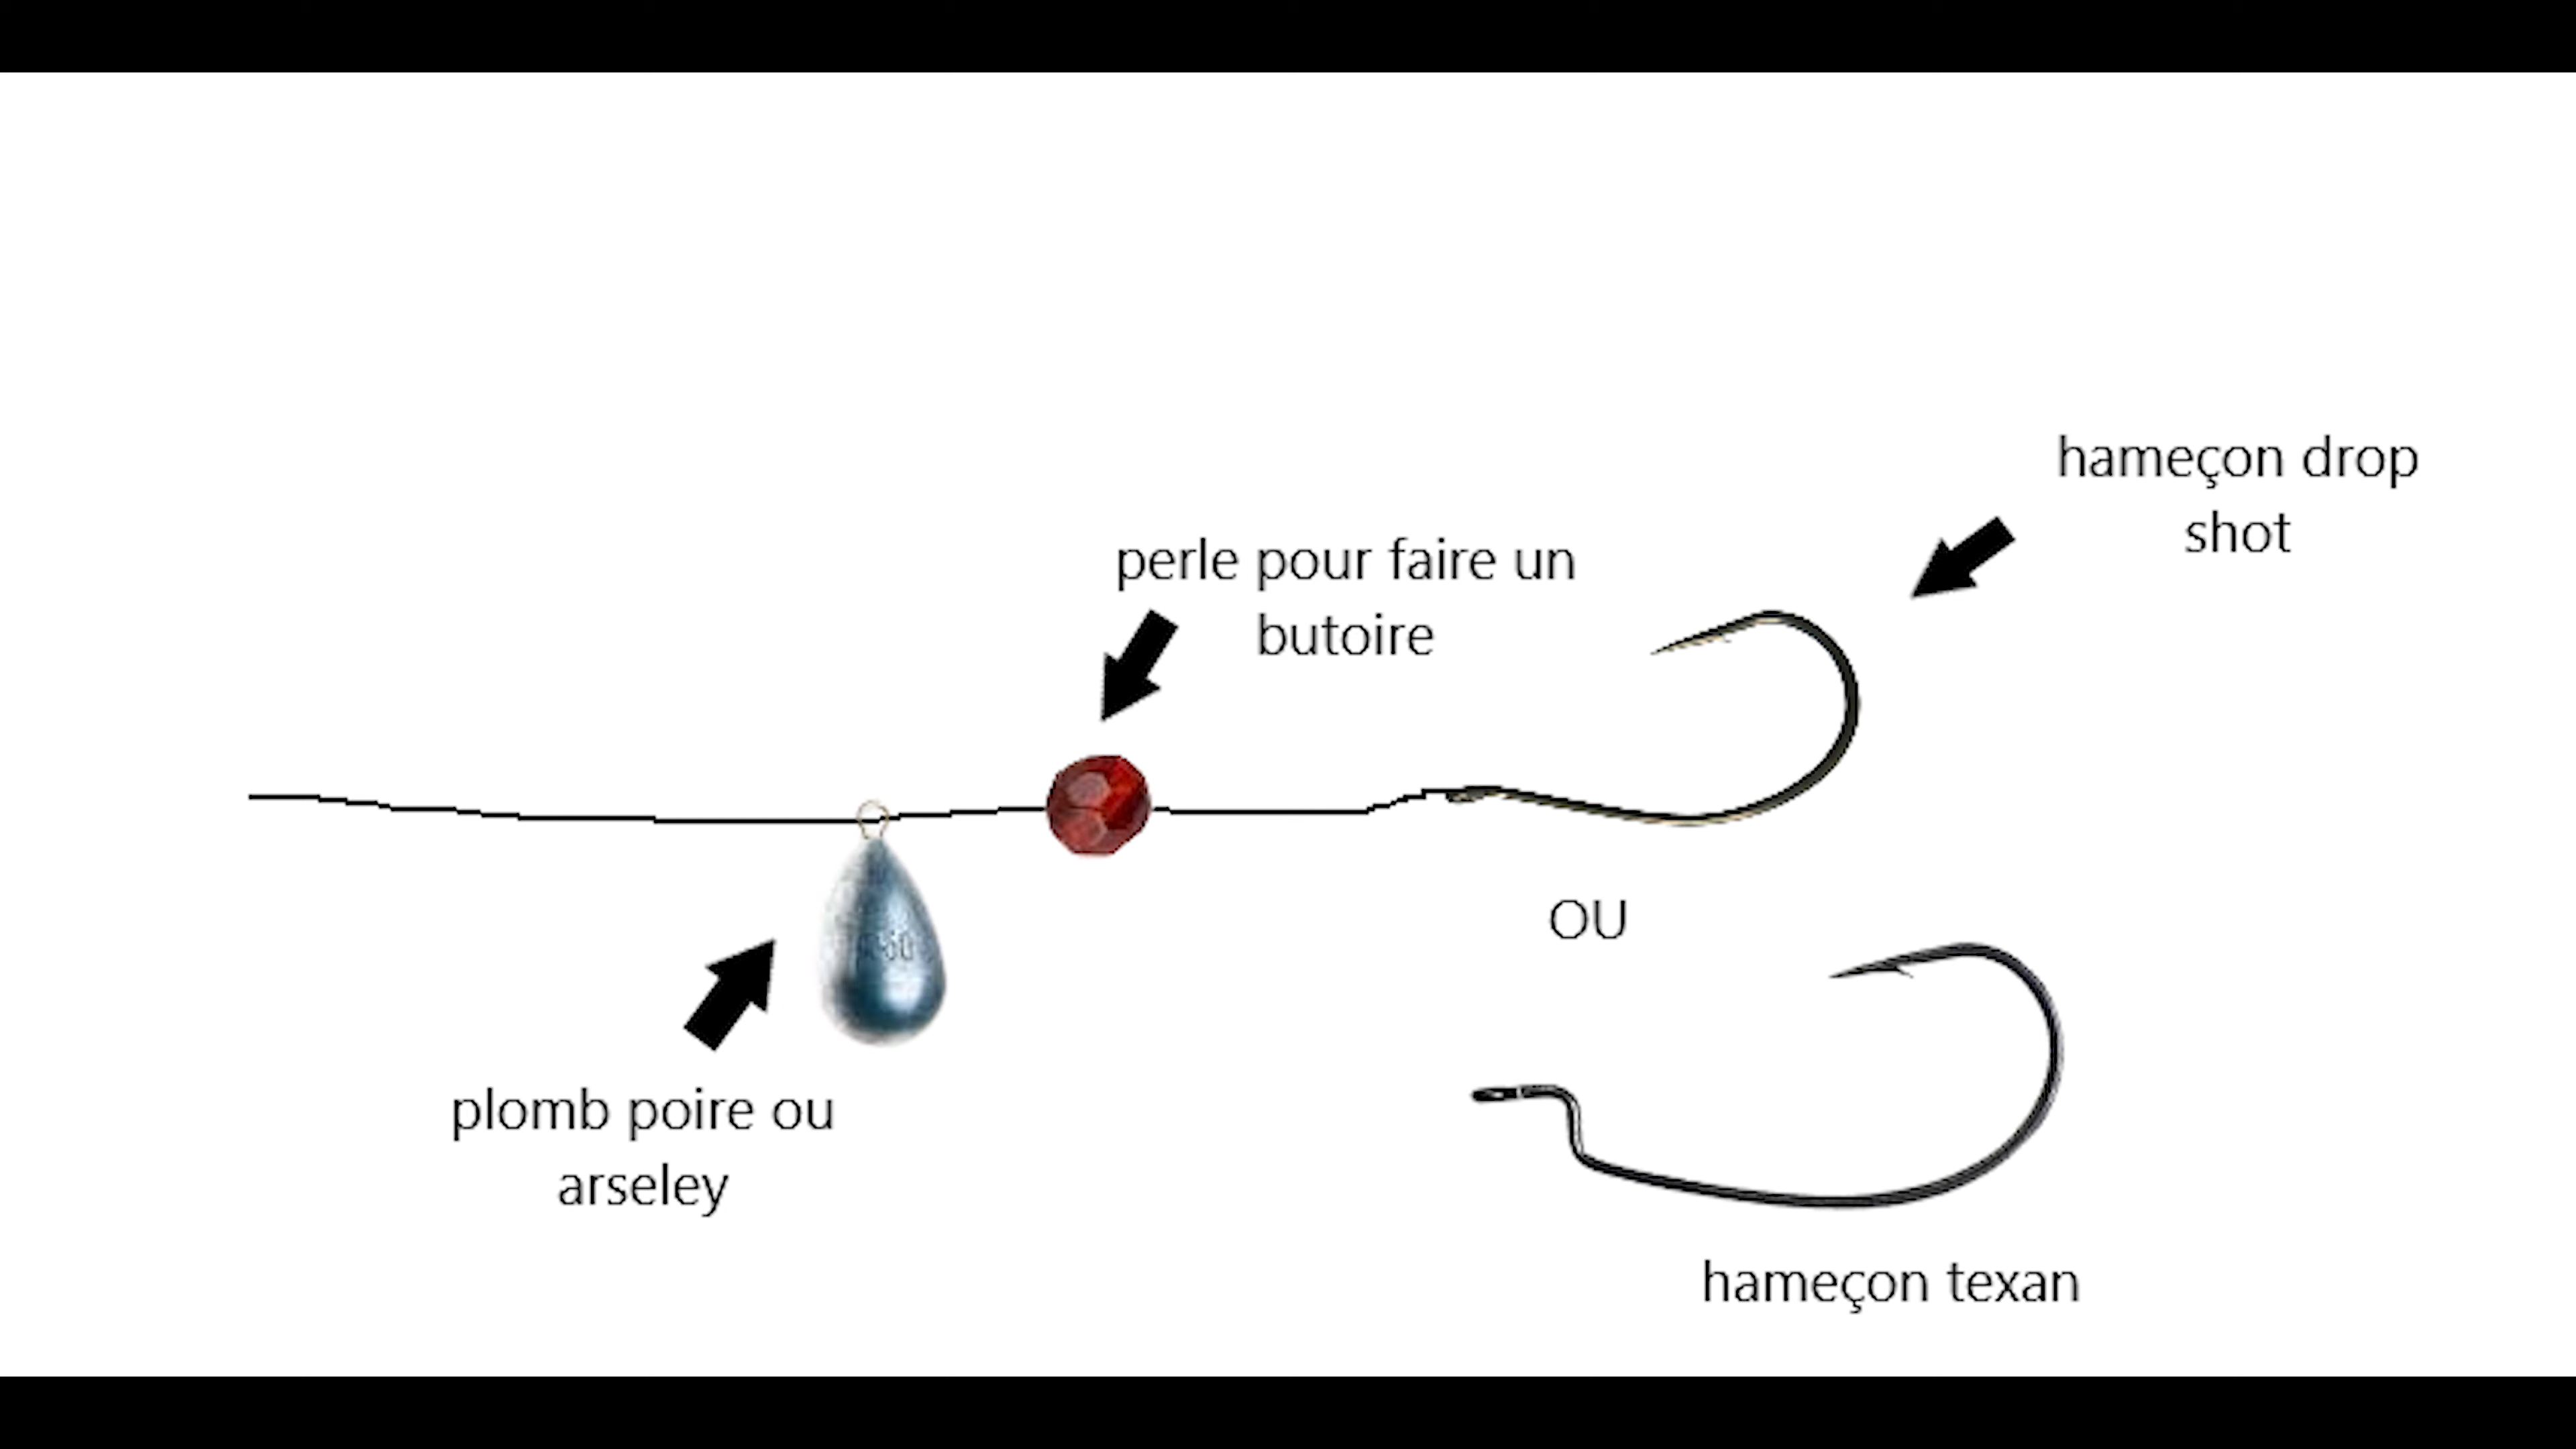 hameçon drop
shot
perle pour faire un
butoire
OU
plomb poire ou
arseley
hameçon texan